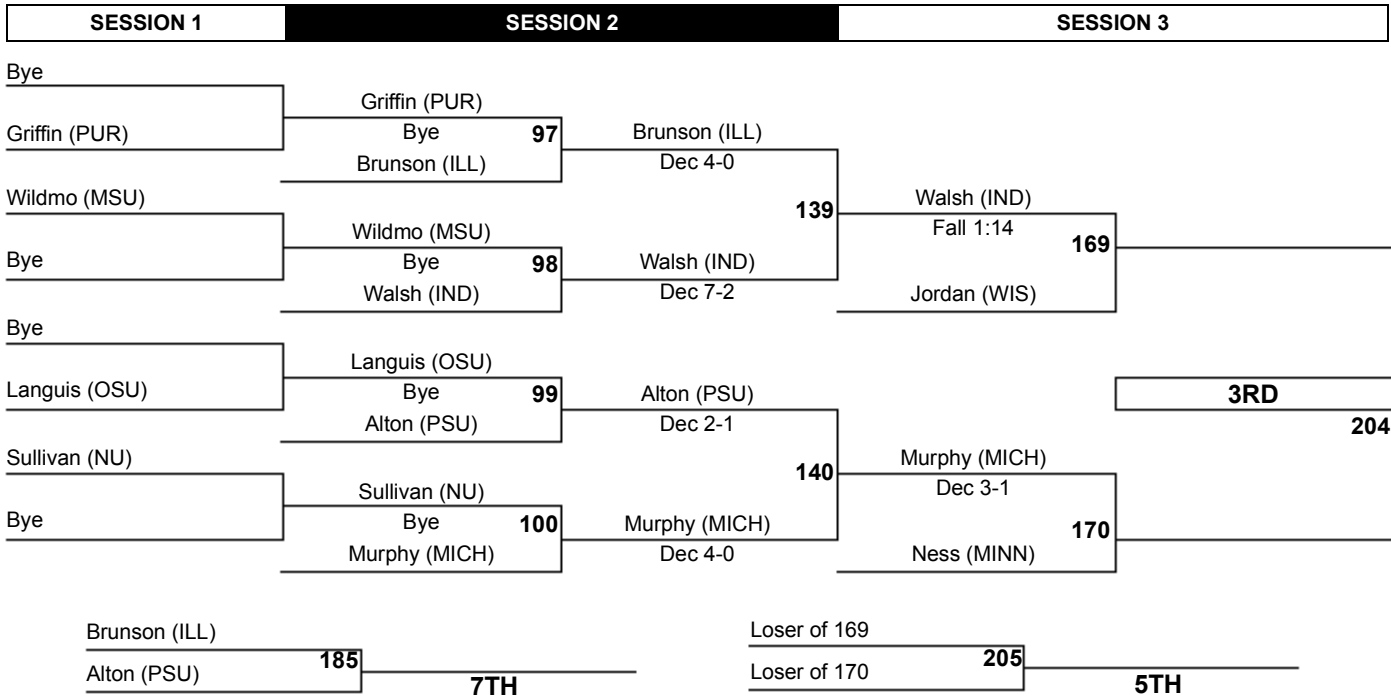 SESSION 1 SESSION 2 SESSION 3
Bye
Griffin (PUR)
Griffin (PUR) Bye 97 Brunson (ILL)
Brunson (ILL) Dec 4-0
Wildmo (MSU) 139 Walsh (IND)
Wildmo (MSU) Fall 1:14 169
Bye Bye 98 Walsh (IND)
Walsh (IND) Dec 7-2 Jordan (WIS)
Bye
Languis (OSU)
Languis (OSU) Bye 99 Alton (PSU) 3RD
Alton (PSU) Dec 2-1 204
Sullivan (NU) 140 Murphy (MICH)
Sullivan (NU) Dec 3-1
Bye Bye 100 Murphy (MICH) 170
Murphy (MICH) Dec 4-0 Ness (MINN)
Brunson (ILL) Loser of 169
185 205
Alton (PSU) 7TH Loser of 170 5TH